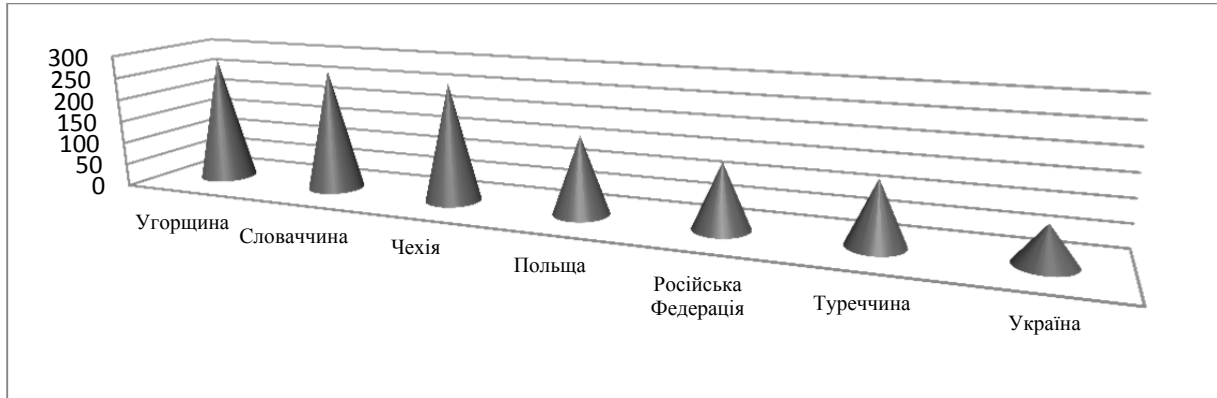 300
250
200
150
100
50
0
Угорщина
Словаччина
Чехія
Польща
Російська
Федерація
Туреччина
Україна